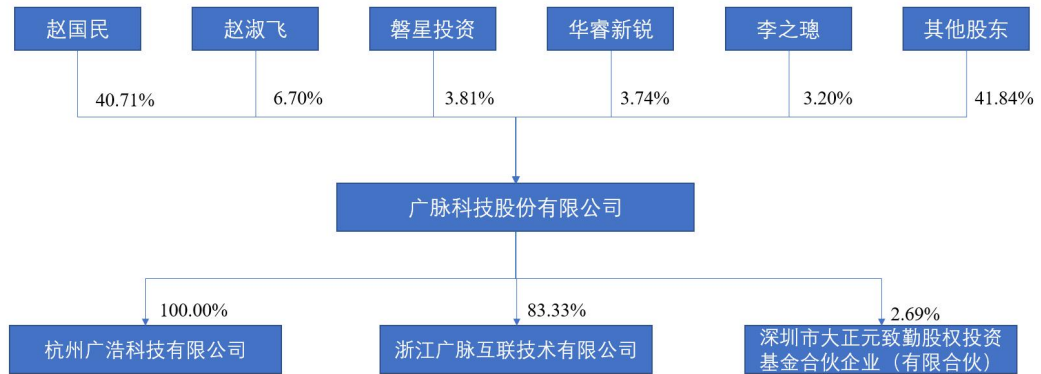 赵国民
赵淑飞
磐星投资
华睿新锐
李之璁
其他股东
40.71%
6.70%
3.81%
3.74%
3.20%
41.84%
广脉科技股份有限公司
100.00%
83.33%
2.69%
杭州广浩科技有限公司
浙江广脉互联技术有限公司
深圳市大正元致勤股权投资
基金合伙企业（有限合伙）